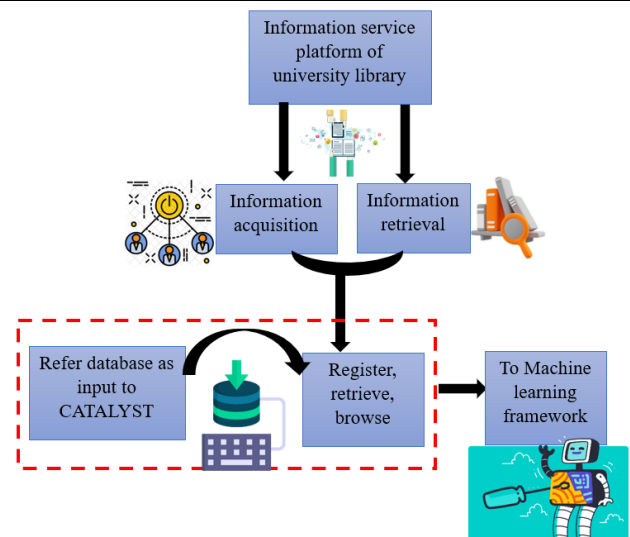 Information service
platform of
university library
Information
acquisition
Information
retrieval
Refer database as
input to
CATALYST
Register,
retrieve,
browse
To Machine
learning
framework